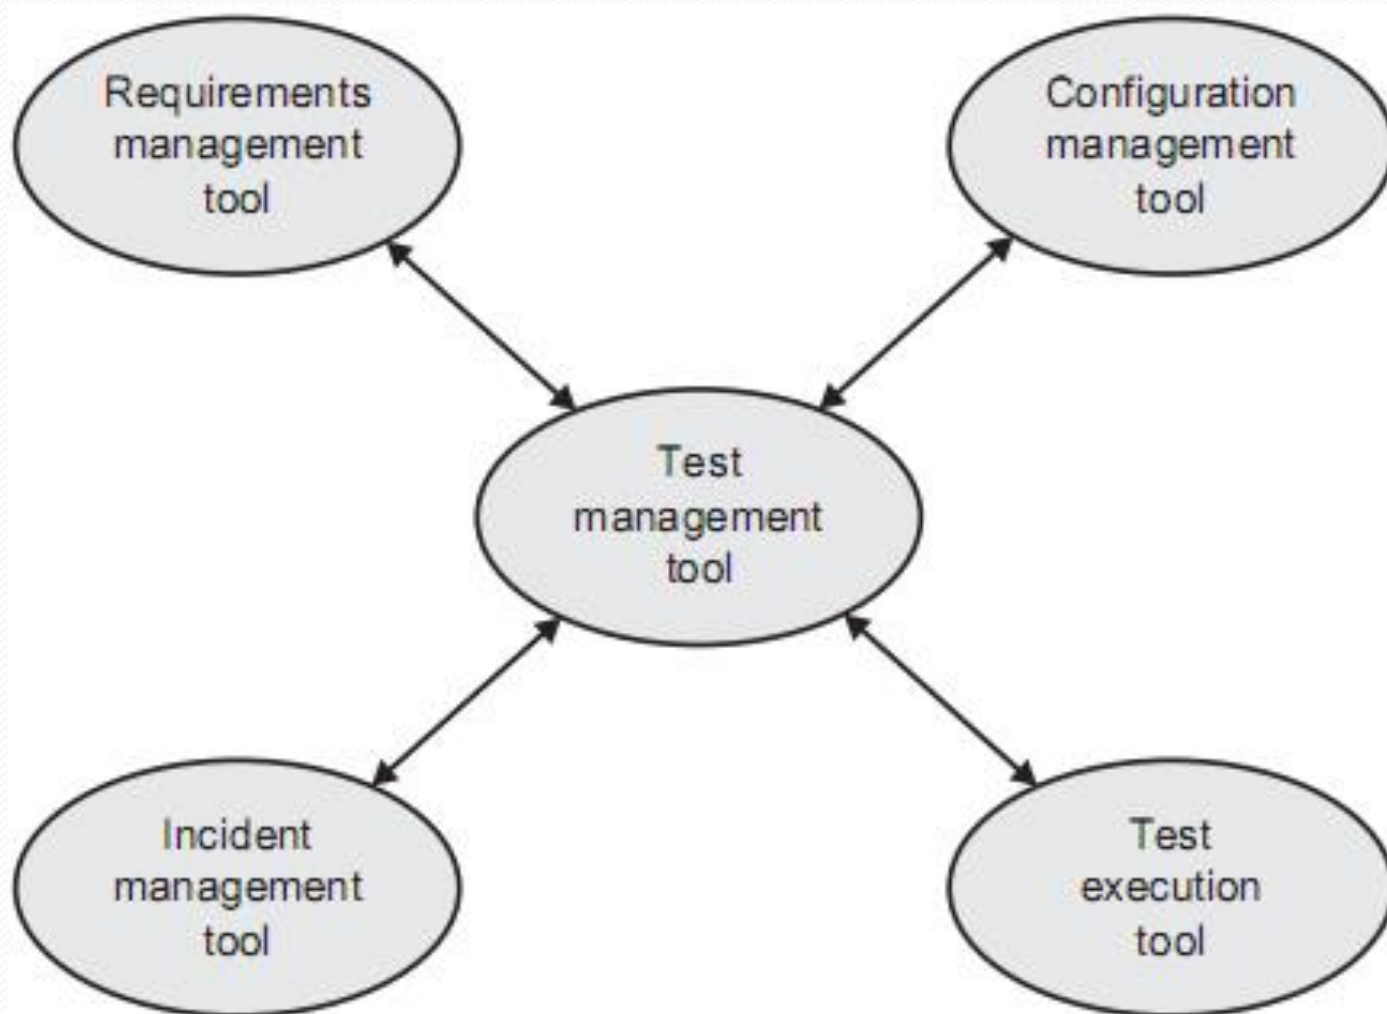 Requirements
management
tool
Configuration
management
tool
Test
management
tool
Incident
management
tool
Test
execution
tool